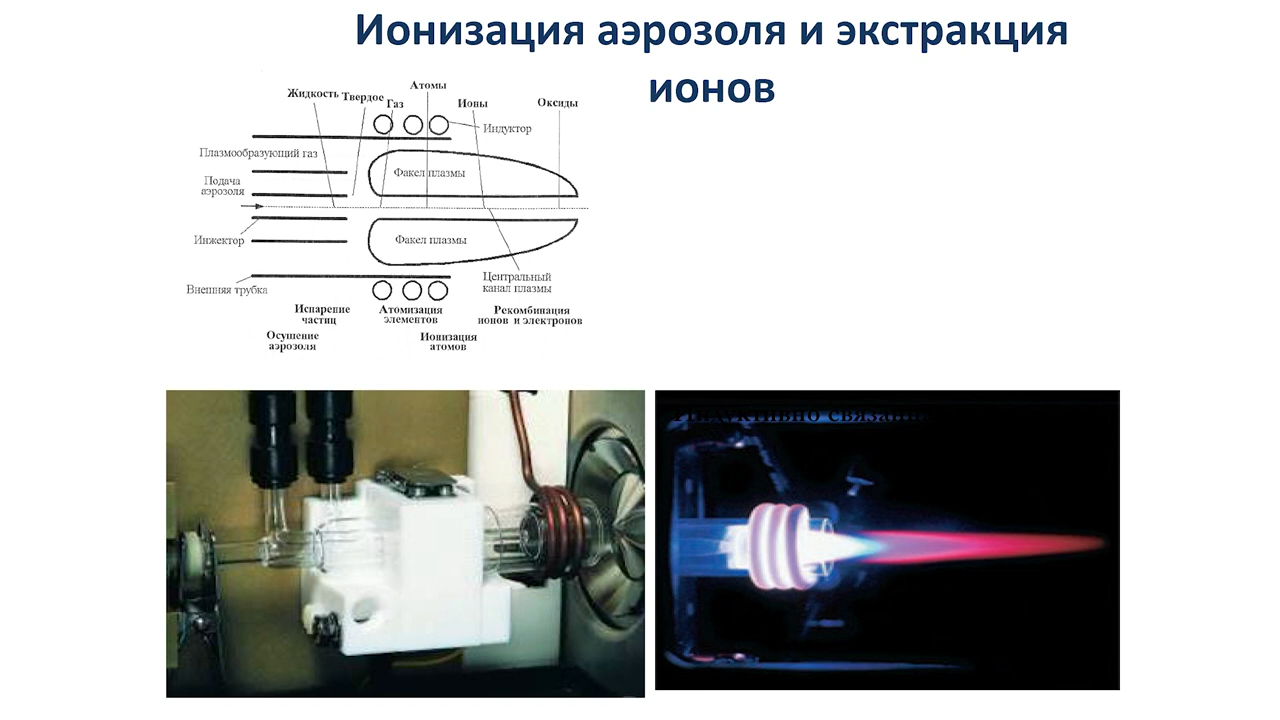 Ионизация аэрозоля и экстракция
ионов
Атомы
Жидкость
Твердое
Газ
Ионы
Оксиды
Индуктор
Плазмообразующий газ
Факел плазмы
Подача
аэрозоля
Инжектор
Факел плазмы
Центральный
канал плазмы
Внешняя трубка
Испарение
частиц
Атомизация
элементов
Рекомбинация
ионов и электронов
Осушение
аэрозоля
Ионизация
атомов